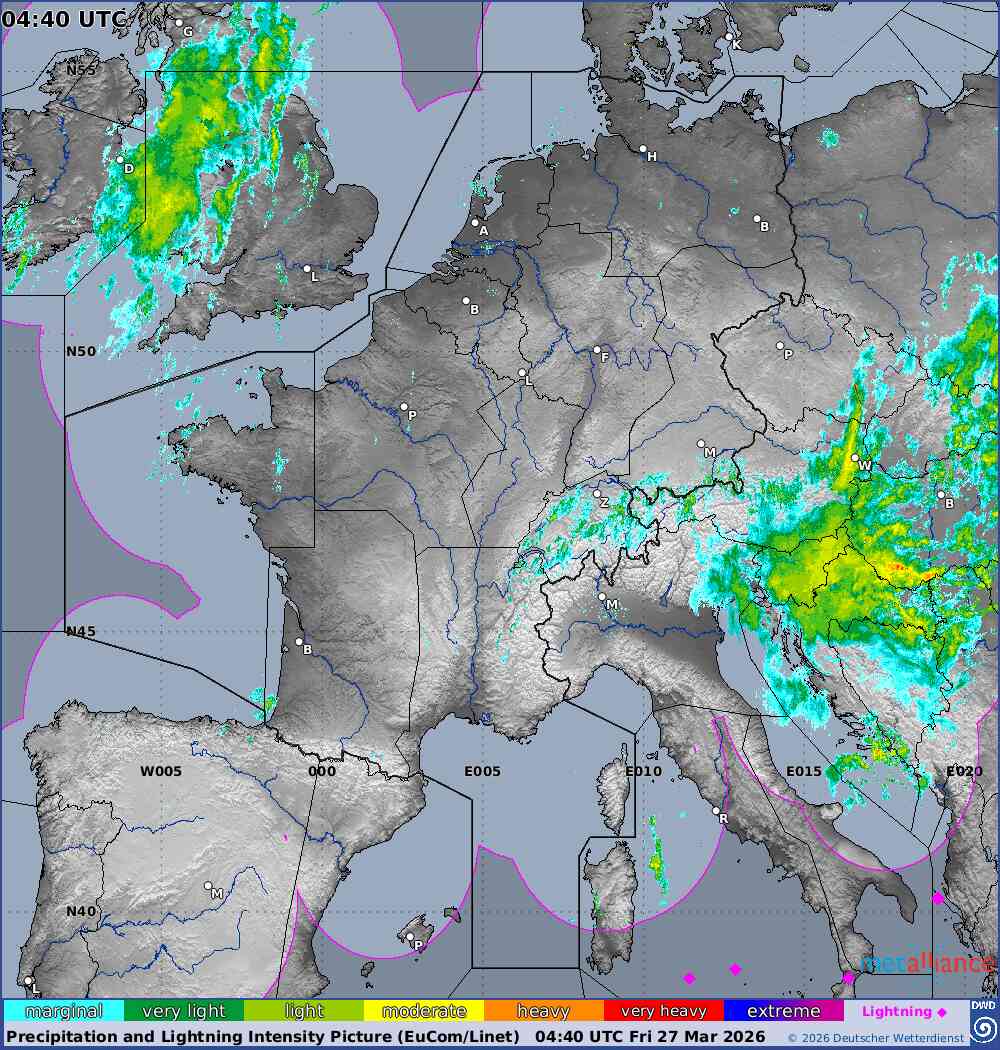 04:40 UTC
G
K
N55
D
H
A
B
L
B
N50
P
F
L
P
M
W
Z
B
M
N45
B
W005
000
E005
E010
E015
E020
R
M
N40
P
L
metalliance
marginal
very light
light
moderate
heavy
very heavy
extreme
Lightning
DWD
Precipitation and Lightning Intensity Picture (EuCom/Linet) 04:40 UTC Fri 27 Mar 2026
© 2026 Deutscher Wetterdienst